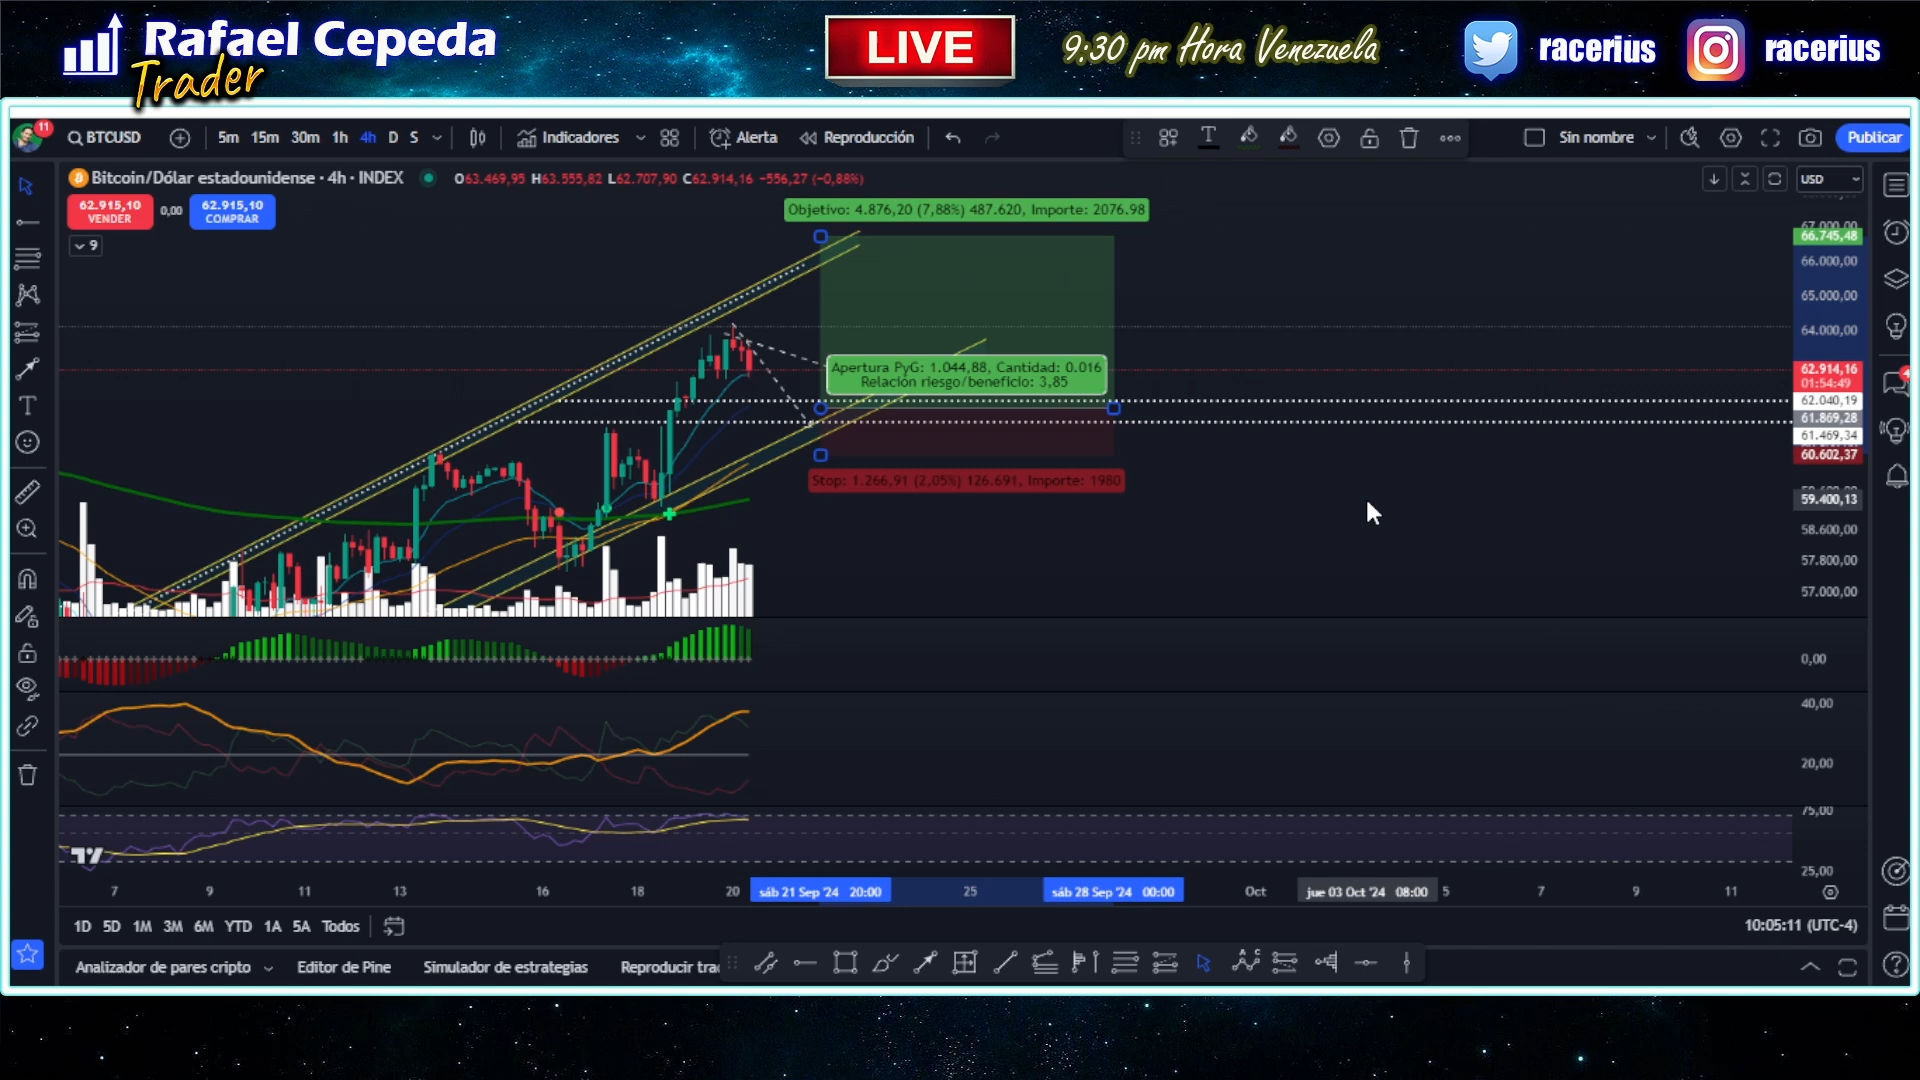 Rafael Cepeda
Trader
LIVE
9:30 pm Hora Venezuela
racerius
racerius
11
BTCUSD
5m 15m 30m 1h 4h D S
Indicadores
Alerta
Reproducción
Sin nombre
Publicar
Bitcoin/Dólar estadounidense · 4h · INDEX
O63.469,95 H63.555,82 L62.707,90 C62.914,16 −556,27 (−0,88%)
USD
62.915,10
VENDER
0,00
62.915,10
COMPRAR
9
Objetivo: 4.876,20 (7,88%) 487.620, Importe: 2076.98
Apertura PyG: 1.044,88, Cantidad: 0.016
Relación riesgo/beneficio: 3,85
Stop: 1.266,91 (2,05%) 126.691, Importe: 1980
67.000,00
66.745,48
66.000,00
65.000,00
64.000,00
62.914,16
01:54:49
62.040,19
61.869,28
61.469,34
60.602,37
59.400,13
58.600,00
57.800,00
57.000,00
0,00
40,00
20,00
75,00
25,00
4
7 9 11 13 16 18 20 sáb 21 Sep '24 20:00 25 sáb 28 Sep '24 00:00 Oct jue 03 Oct '24 08:00 5 7 9 11
1D 5D 1M 3M 6M YTD 1A 5A Todos
10:05:11 (UTC-4)
Analizador de pares cripto
Editor de Pine
Simulador de estrategias
Reproducir